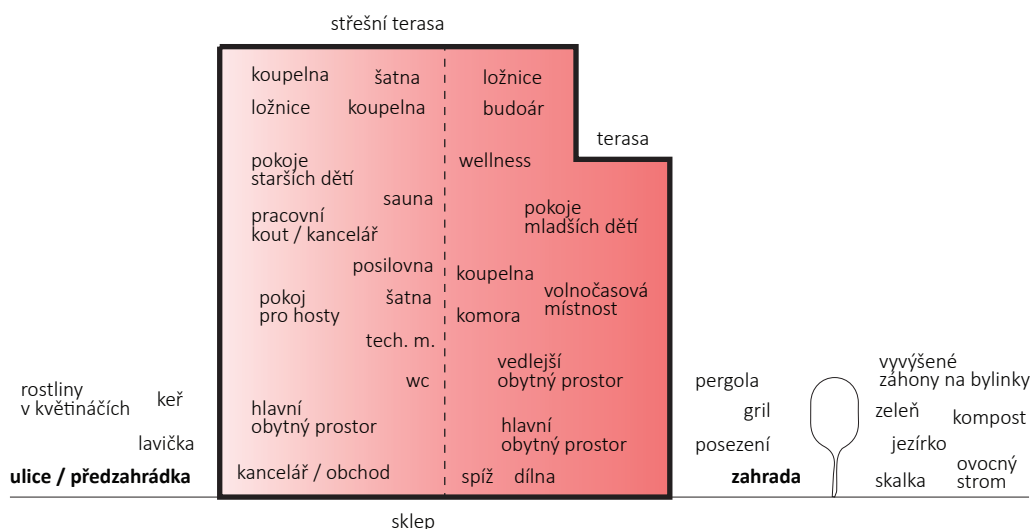 střešní terasa
koupelna
šatna
ložnice
ložnice
koupelna
budoár
terasa
pokoje
starších dětí
wellness
sauna
pracovní
kout / kancelář
pokoje
mladších dětí
posilovna
koupelna
pokoj
pro hosty
šatna
komora
volnočasová
místnost
tech. m.
wc
vedlejší
obytný prostor
hlavní
obytný prostor
hlavní
obytný prostor
kancelář / obchod
spíž
dílna
rostliny
v květináčích
keř
lavička
ulice / předzahrádka
pergola
gril
posezení
zahrada
vyvýšené
záhony na bylinky
zeleň
kompost
jezírko
skalka
ovocný
strom
sklep